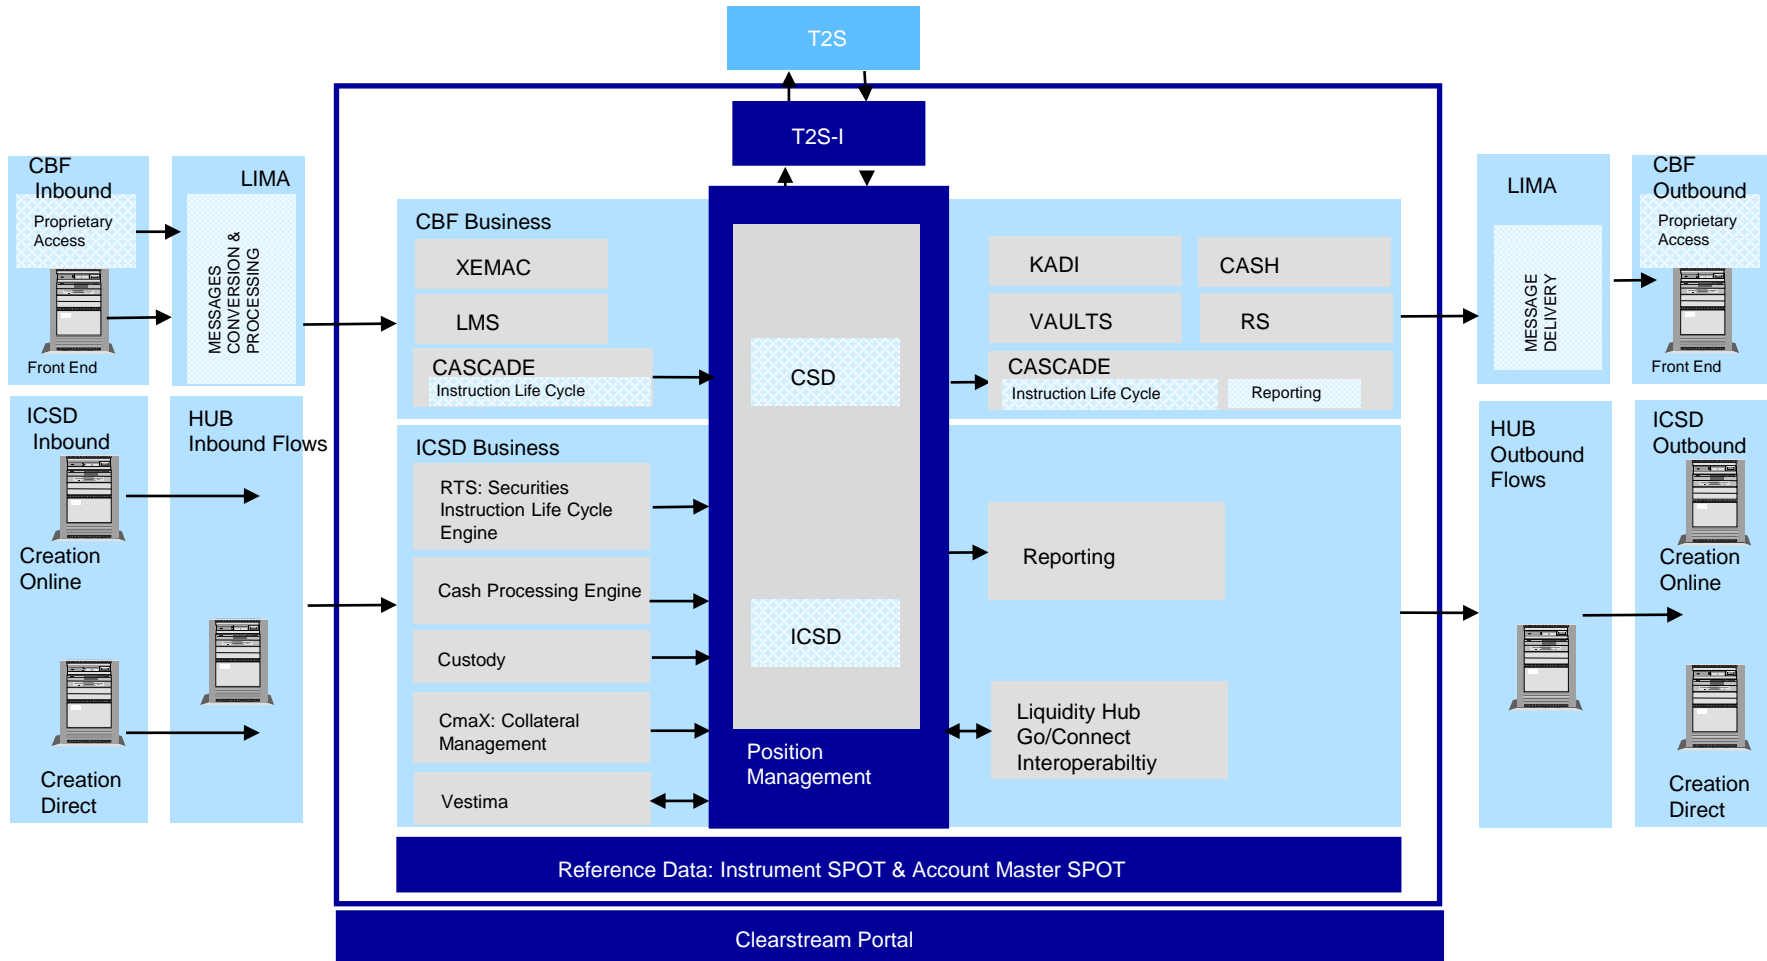 T2S
T2S-I
CBF
Inbound
Proprietary
Access
Front End
LIMA
MESSAGES
CONVERSION &
PROCESSING
ICSD
Inbound
Creation
Online
Creation
Direct
HUB
Inbound Flows
CBF Business
XEMAC
LMS
CASCADE
Instruction Life Cycle
ICSD Business
RTS: Securities
Instruction Life Cycle
Engine
Cash Processing Engine
Custody
CmaX: Collateral
Management
Vestima
CSD
ICSD
Position
Management
KADI
CASH
VAULTS
RS
CASCADE
Instruction Life Cycle
Reporting
Reporting
Liquidity Hub
Go/Connect
Interoperabiltiy
LIMA
MESSAGE
DELIVERY
CBF
Outbound
Proprietary
Access
Front End
HUB
Outbound
Flows
ICSD
Outbound
Creation
Online
Creation
Direct
Reference Data: Instrument SPOT & Account Master SPOT
Clearstream Portal